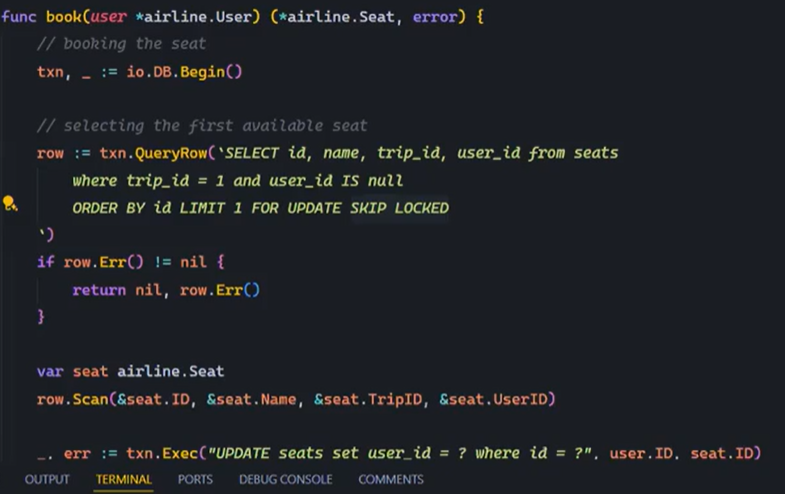 func book(user *airline.User) (*airline.Seat, error) {
// booking the seat
txn, _ := io.DB.Begin()
// selecting the first available seat
row := txn.QueryRow(`SELECT id, name, trip_id, user_id from seats
where trip_id = 1 and user_id IS null
ORDER BY id LIMIT 1 FOR UPDATE SKIP LOCKED
`)
if row.Err() != nil {
return nil, row.Err()
}
var seat airline.Seat
row.Scan(&seat.ID, &seat.Name, &seat.TripID, &seat.UserID)
_, err := txn.Exec("UPDATE seats set user_id = ? where id = ?", user.ID, seat.ID)
OUTPUT TERMINAL PORTS DEBUG CONSOLE COMMENTS